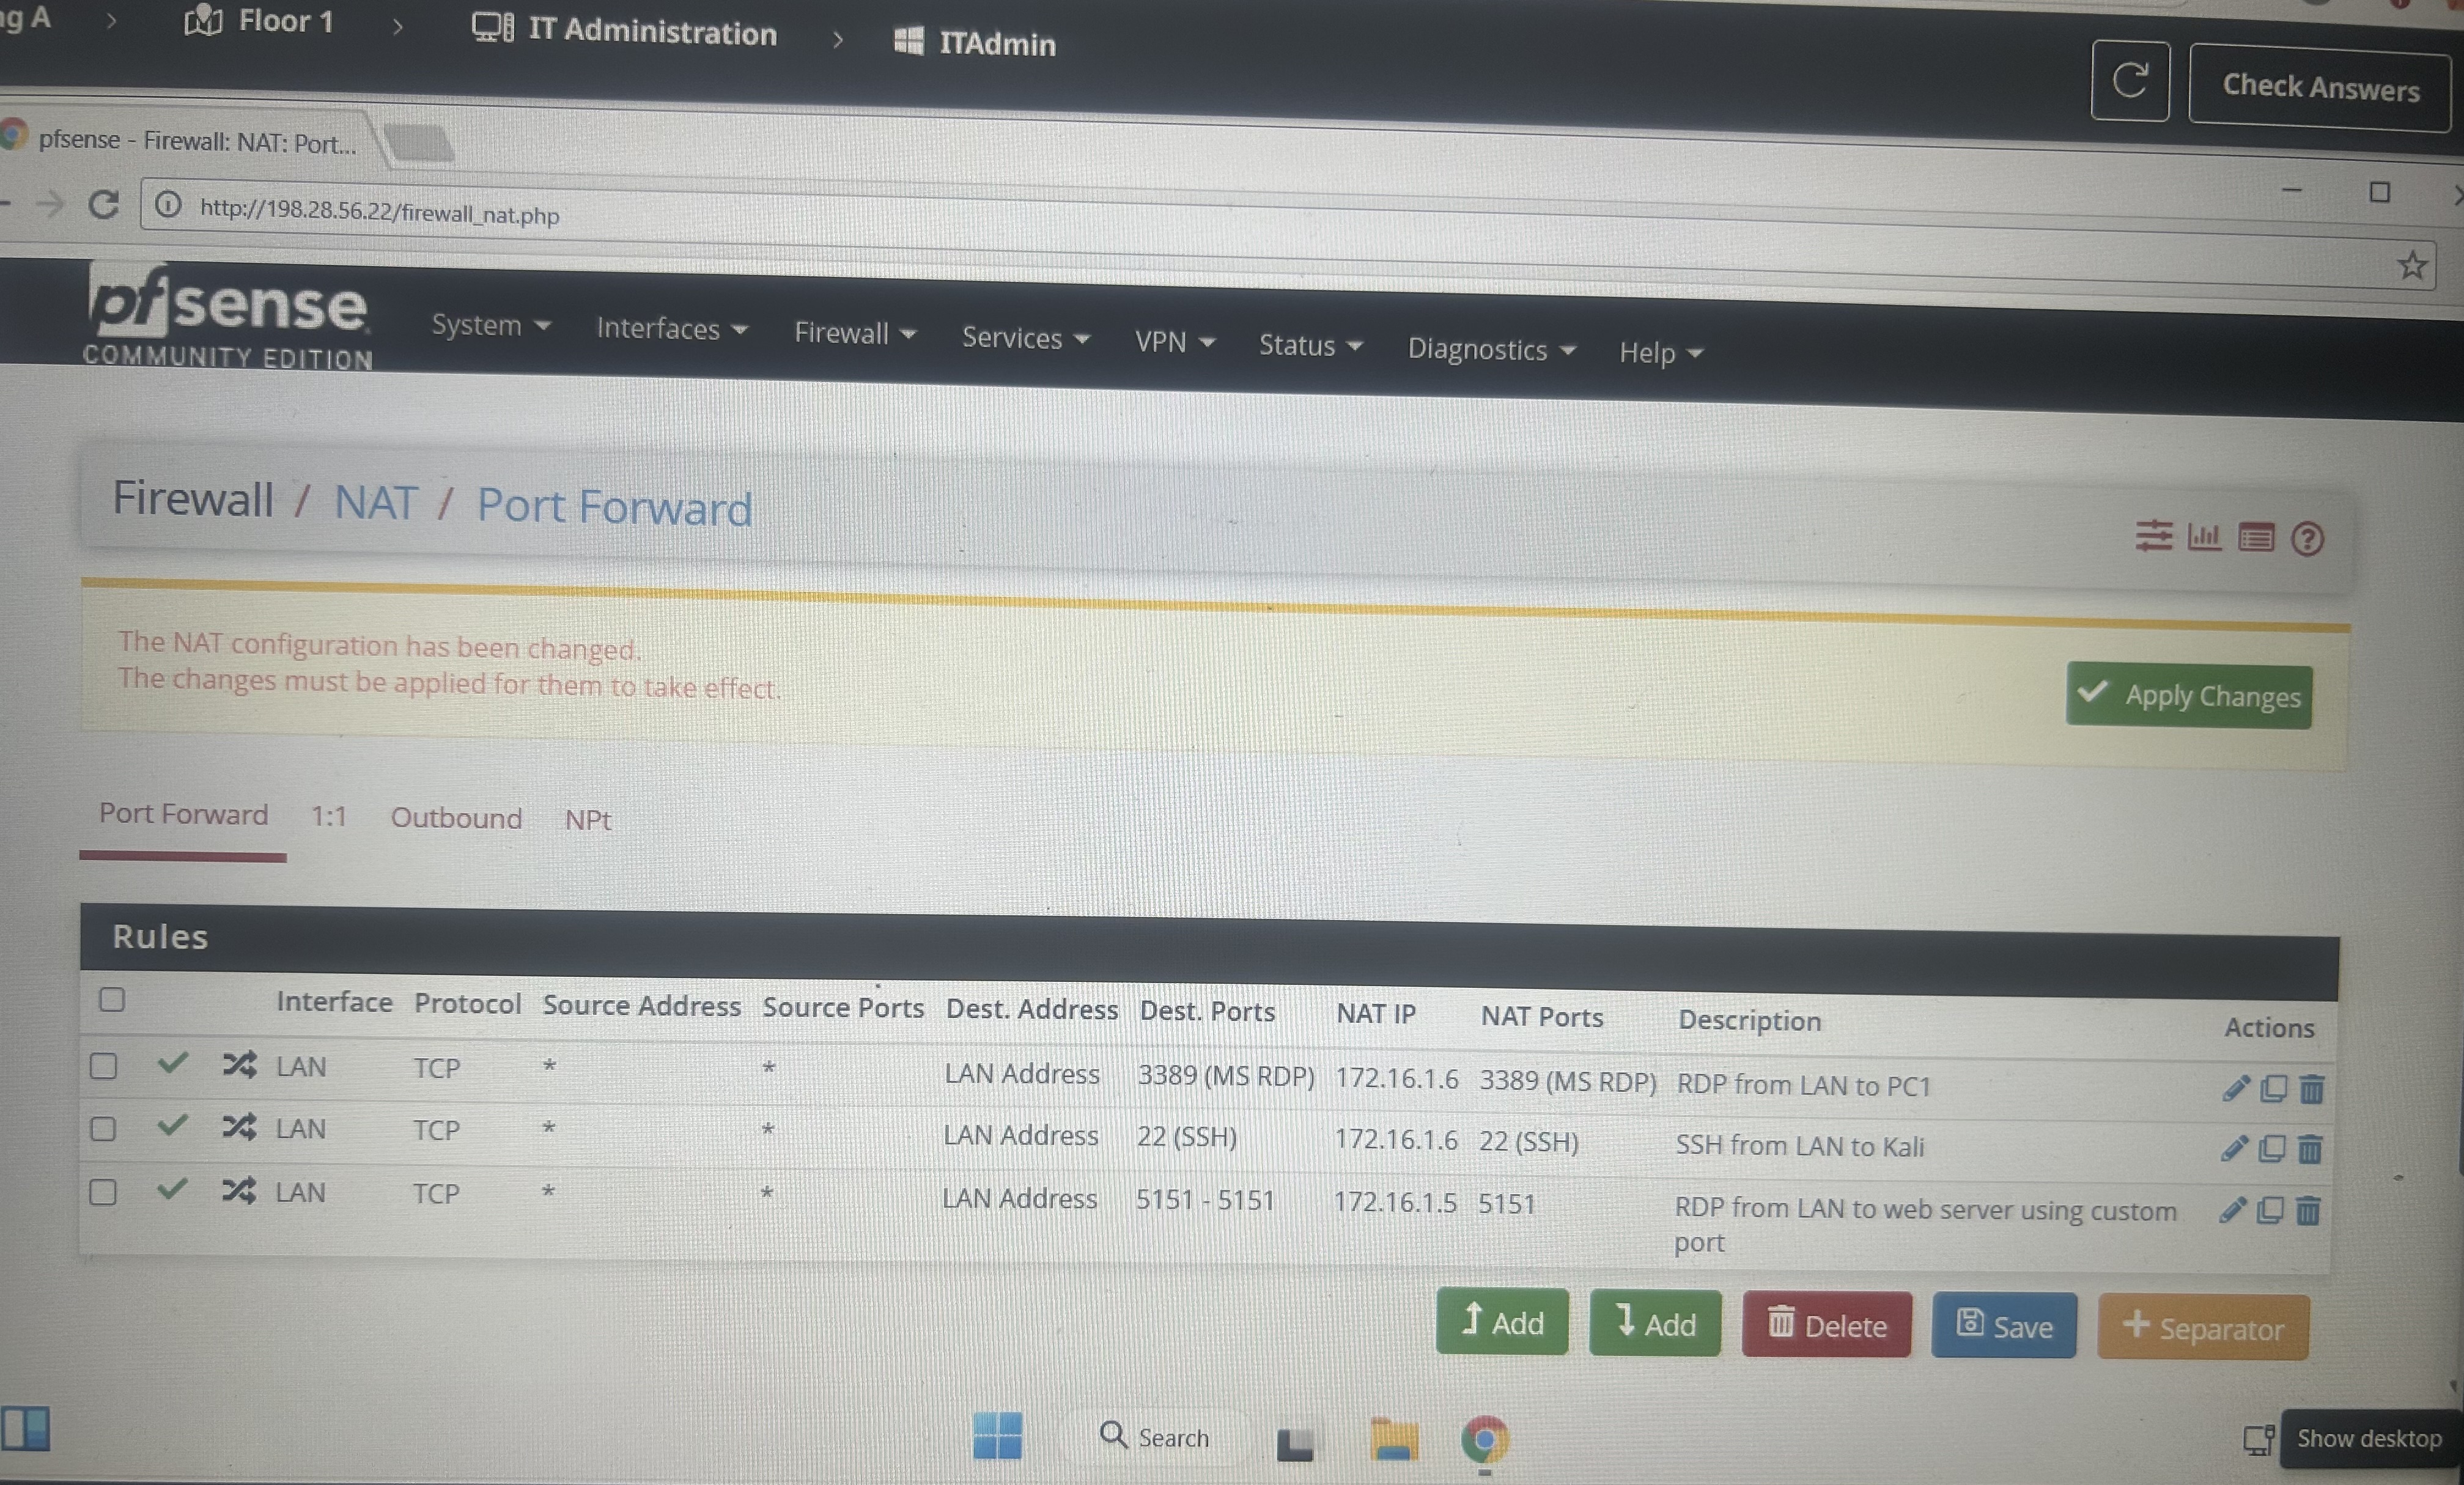 Floor 1
IT Administration
ITAdmin
Check Answers
pfsense - Firewall: NAT: Port...
http://198.28.56.22/firewall_nat.php
pfsense
COMMUNITY EDITION
System Interfaces Firewall Services VPN Status Diagnostics Help
Firewall / NAT / Port Forward
The NAT configuration has been changed.
The changes must be applied for them to take effect.
Apply Changes
Port Forward 1:1 Outbound NPt
Rules
Interface Protocol Source Address Source Ports Dest. Address Dest. Ports NAT IP NAT Ports Description Actions
LAN TCP * * LAN Address 3389 (MS RDP) 172.16.1.6 3389 (MS RDP) RDP from LAN to PC1
LAN TCP * * LAN Address 22 (SSH) 172.16.1.6 22 (SSH) SSH from LAN to Kali
LAN TCP * * LAN Address 5151 - 5151 172.16.1.5 5151 RDP from LAN to web server using custom
port
Add Add Delete Save + Separator
Search
Show desktop